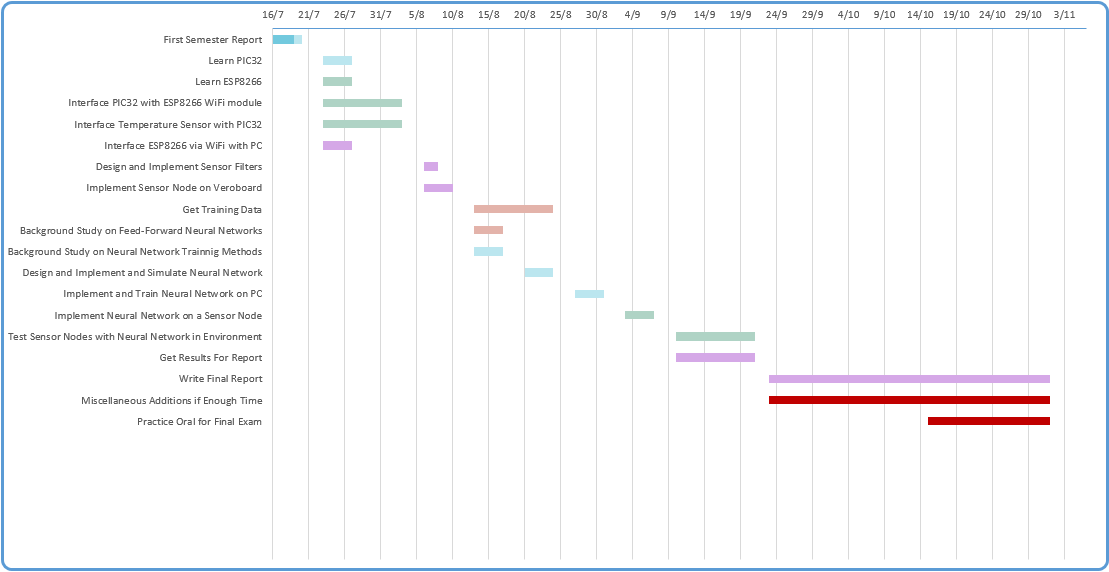 16/7 21/7 26/7 31/7 5/8 10/8 15/8 20/8 25/8 30/8 4/9 9/9 14/9 19/9 24/9 29/9 4/10 9/10 14/10 19/10 24/10 29/10 3/11
First Semester Report
Learn PIC32
Learn ESP8266
Interface PIC32 with ESP8266 WiFi module
Interface Temperature Sensor with PIC32
Interface ESP8266 via WiFi with PC
Design and Implement Sensor Filters
Implement Sensor Node on Veroboard
Get Training Data
Background Study on Feed-Forward Neural Networks
Background Study on Neural Network Trainnig Methods
Design and Implement and Simulate Neural Network
Implement and Train Neural Network on PC
Implement Neural Network on a Sensor Node
Test Sensor Nodes with Neural Network in Environment
Get Results For Report
Write Final Report
Miscellaneous Additions if Enough Time
Practice Oral for Final Exam